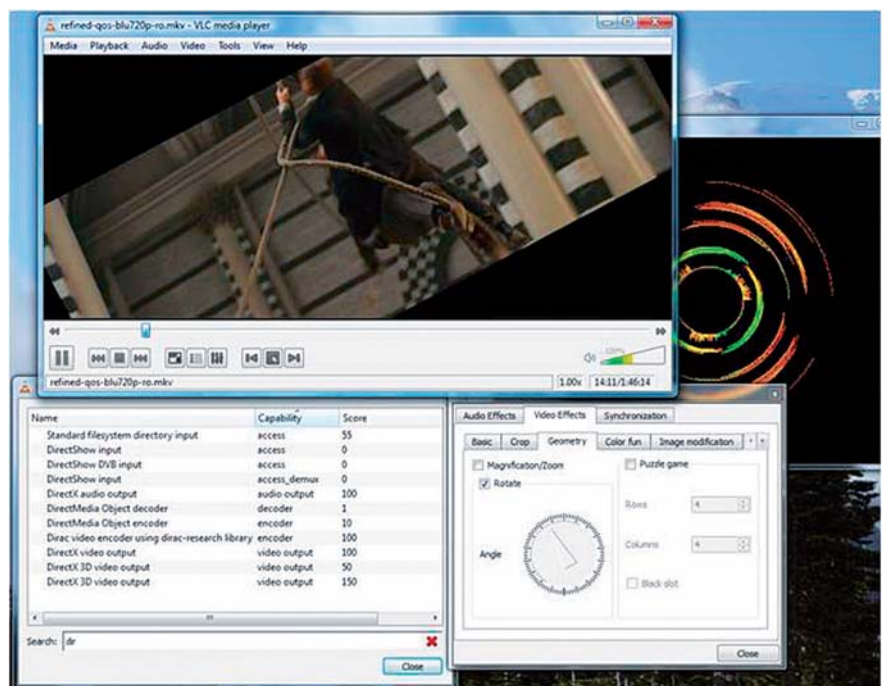 refined-qos-blu720p-ro.mkv - VLC media player
Media Playback Audio Video Tools View Help
refined-qos-blu720p-ro.mkv 1.00x 14:11/1:46:14
Name Capability Score
Standard filesystem directory input access 55
DirectShow input access 0
DirectShow DVB input access 0
DirectShow input access_demux 0
DirectX audio output audio output 100
DirectMedia Object decoder decoder 1
DirectMedia Object encoder encoder 10
Dirac video encoder using dirac-research library encoder 100
DirectX video output video output 100
DirectX 3D video output video output 50
DirectX 3D video output video output 150
Search: dir
Close
Audio Effects Video Effects Synchronization
Basic Crop Geometry Color fun Image modification
Magnification/Zoom Puzzle game
Rotate
Rows 4
Angle Columns 4
Black slot
Close